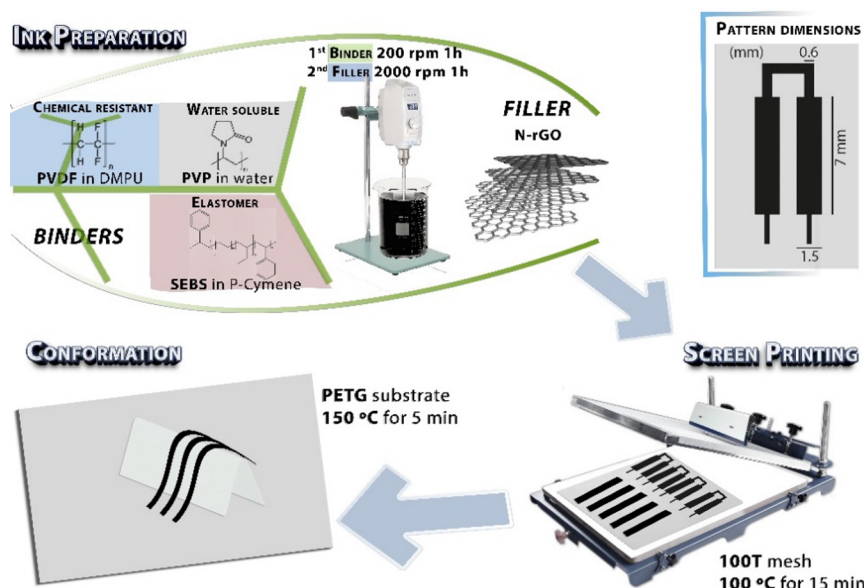 INK PREPARATION
1st BINDER 200 rpm 1h
2nd FILLER 2000 rpm 1h
CHEMICAL RESISTANT
H F
C C
H F
n
PVDF in DMPU
WATER SOLUBLE
N
O
n
PVP in water
BINDERS
ELASTOMER
SEBS in P-Cymene
FILLER
N-rGO
PATTERN DIMENSIONS
(mm) 0.6
7 mm
1.5
CONFORMATION
PETG substrate
150 ºC for 5 min
SCREEN PRINTING
100T mesh
100 ºC for 15 min